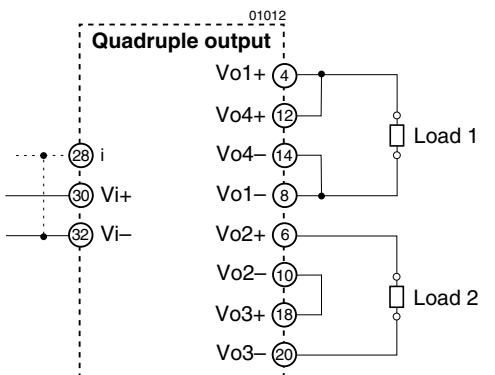 01012
Quadruple output
Vo1+ 4
Vo4+ 12
Load 1
28 i
Vo4– 14
30 Vi+
Vo1– 8
32 Vi–
Vo2+ 6
Vo2– 10
Load 2
Vo3+ 18
Vo3– 20